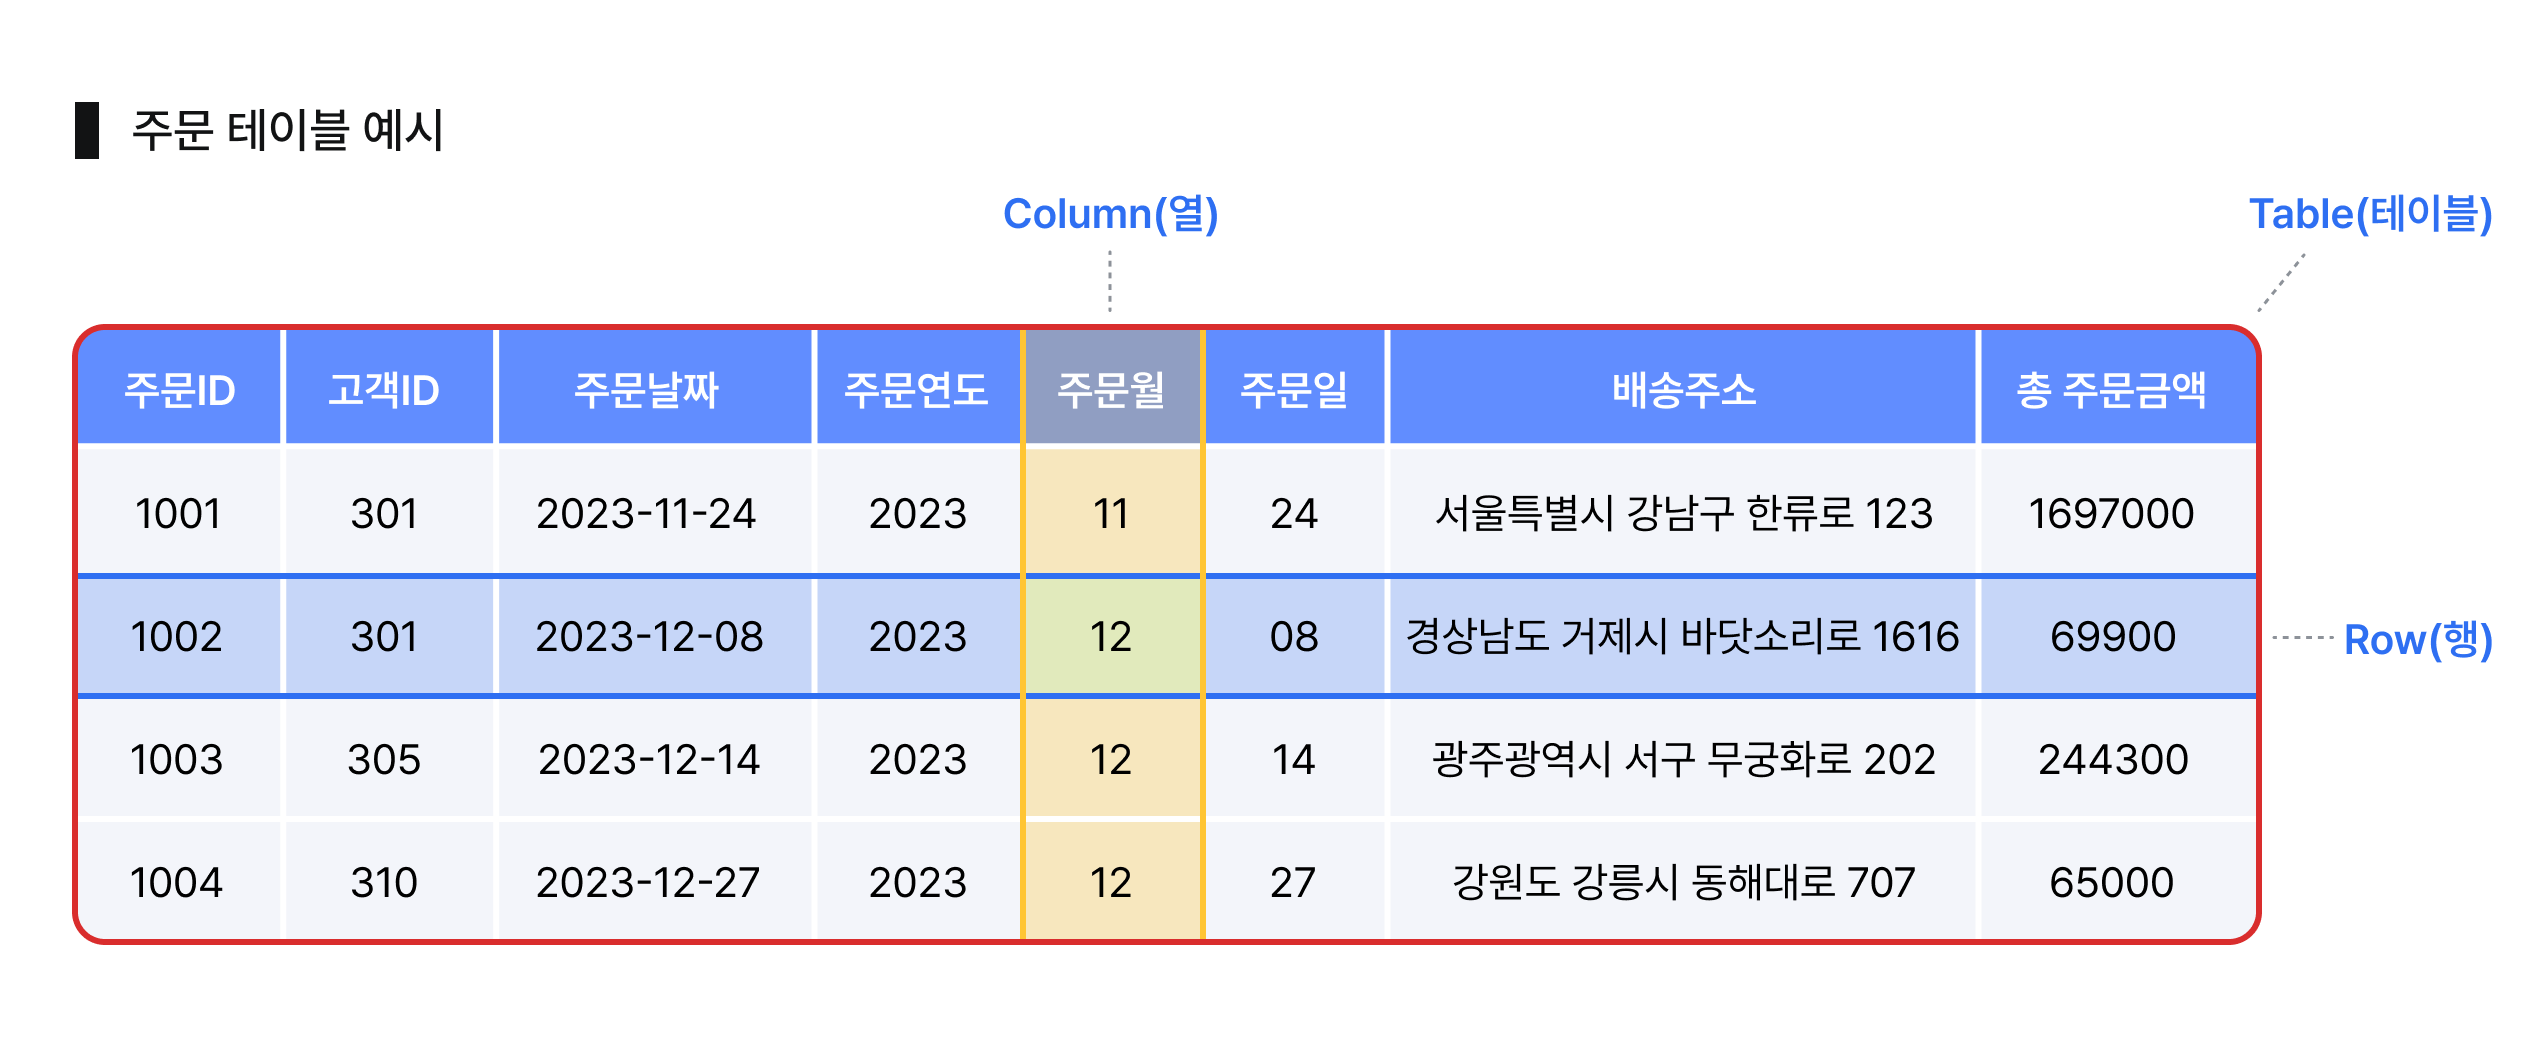 주문 테이블 예시
Column(열)
Table(테이블)
주문ID 고객ID 주문날짜 주문연도 주문월 주문일 배송주소 총 주문금액
1001 301 2023-11-24 2023 11 24 서울특별시 강남구 한류로 123 1697000
1002 301 2023-12-08 2023 12 08 경상남도 거제시 바닷소리로 1616 69900
Row(행)
1003 305 2023-12-14 2023 12 14 광주광역시 서구 무궁화로 202 244300
1004 310 2023-12-27 2023 12 27 강원도 강릉시 동해대로 707 65000